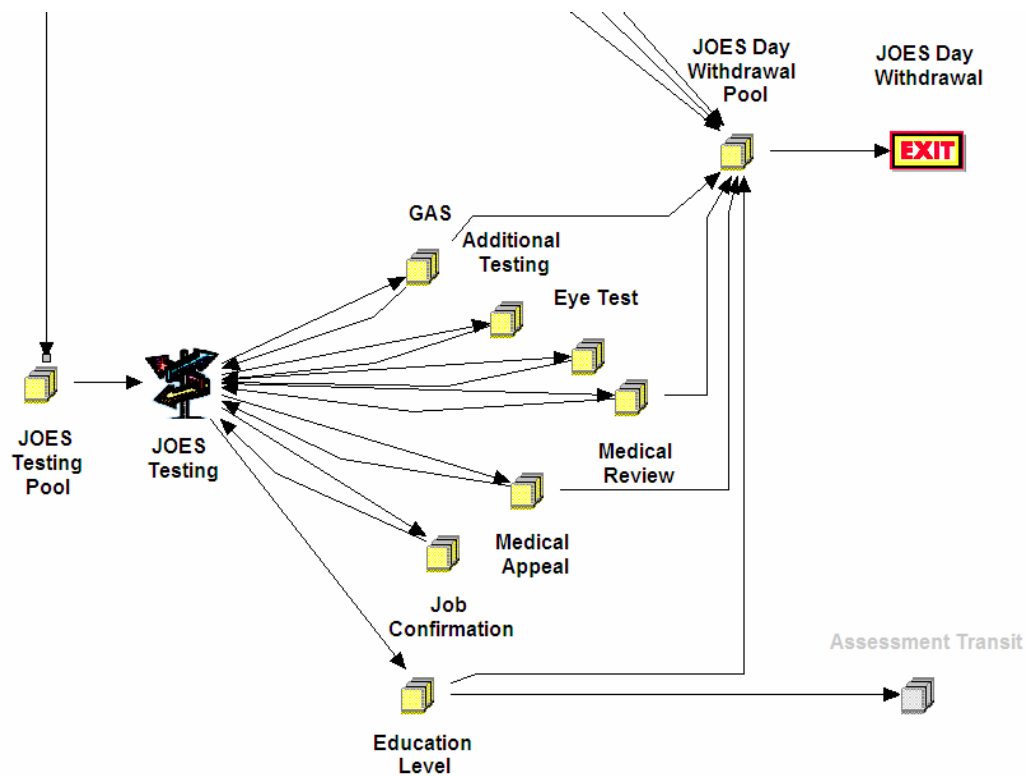 JOES Day
Withdrawal
Pool
JOES Day
Withdrawal
EXIT
GAS
Additional
Testing
Eye Test
JOES
Testing
Pool
JOES
Testing
Medical
Review
Medical
Appeal
Job
Confirmation
Assessment Transit
Education
Level